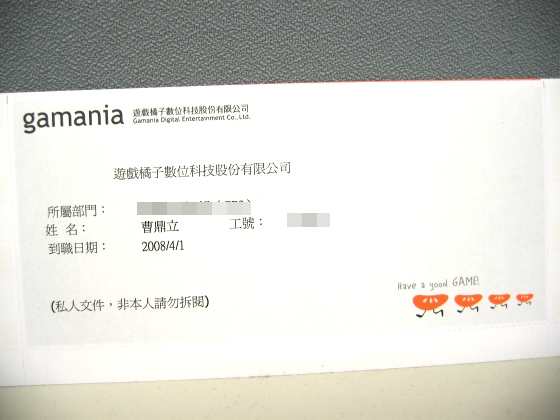 gamania 遊戲橘子數位科技股份有限公司
Gamania Digital Entertainment Co., Ltd.
遊戲橘子數位科技股份有限公司
所屬部門：
姓 名： 曹鼎立 工號：
到職日期： 2008/4/1
Have a good GAME!
(私人文件，非本人請勿拆閱)